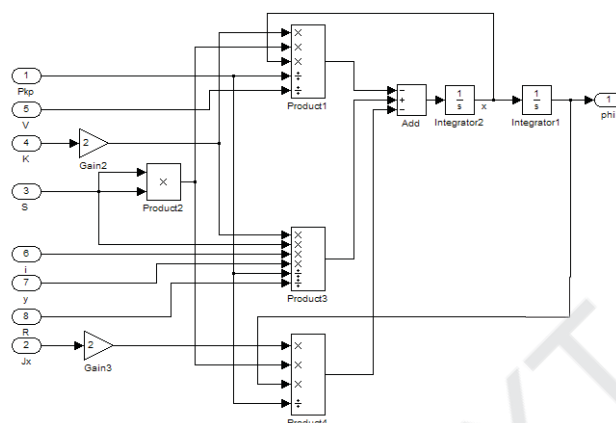 1
Pkp
5
V
4
K
2
Gain2
3
S
×
Product2
6
i
7
y
8
R
2
Jx
2
Gain3
×
×
×
÷
÷
Product1
×
×
×
×
÷
÷
Product3
×
×
×
÷
Product4
−
+
−
Add
1
s
Integrator2
x
1
s
Integrator1
1
phi